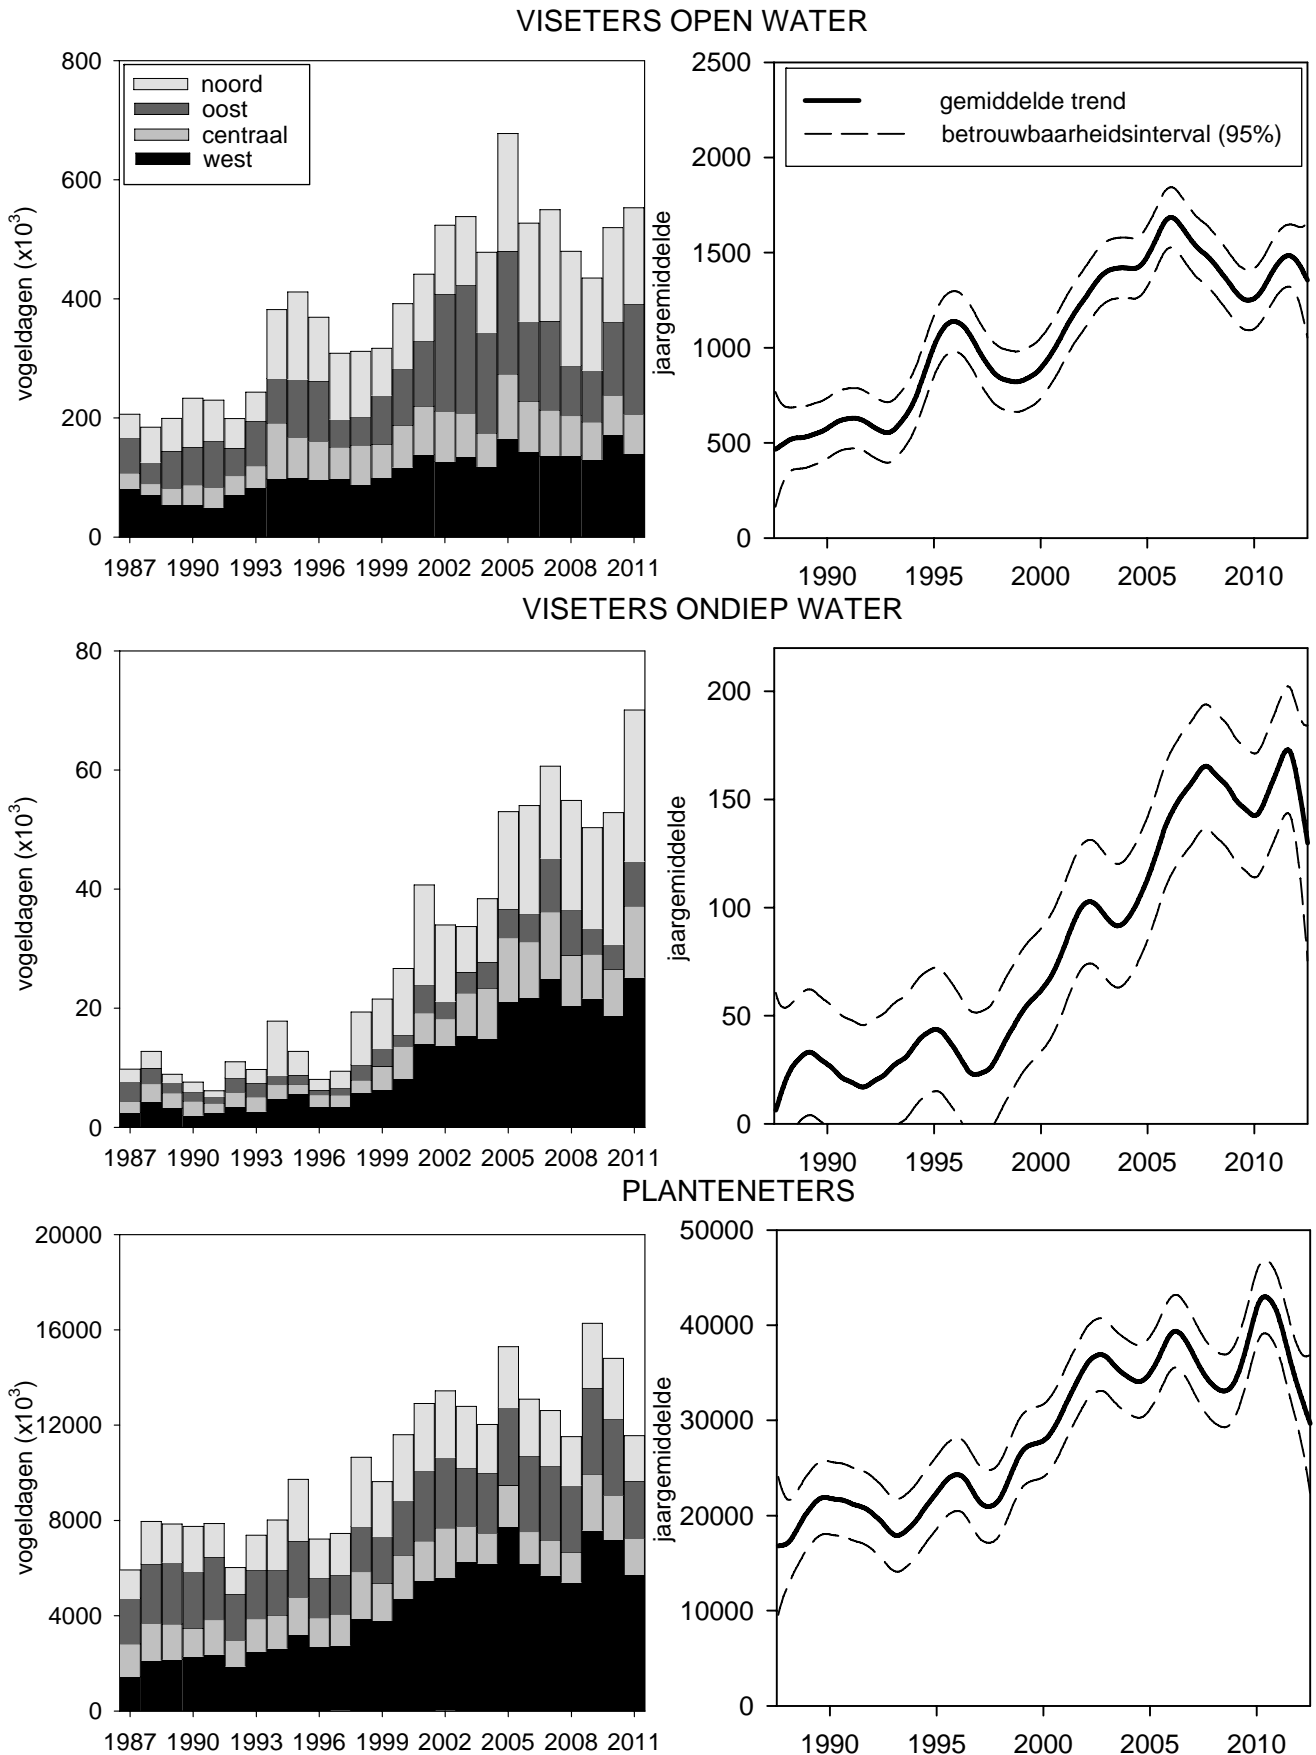 VISETERS OPEN WATER
800
600
400
200
0
vogeldagen (x10³)
noord
oost
centraal
west
1987 1990 1993 1996 1999 2002 2005 2008 2011
2500
2000
1500
1000
500
0
jaargemiddelde
gemiddelde trend
betrouwbaarheidsinterval (95%)
1990 1995 2000 2005 2010
VISETERS ONDIEP WATER
80
60
40
20
0
vogeldagen (x10³)
1987 1990 1993 1996 1999 2002 2005 2008 2011
200
150
100
50
0
jaargemiddelde
1990 1995 2000 2005 2010
PLANTENETERS
20000
16000
12000
8000
4000
0
vogeldagen (x10³)
1987 1990 1993 1996 1999 2002 2005 2008 2011
50000
40000
30000
20000
10000
0
jaargemiddelde
1990 1995 2000 2005 2010